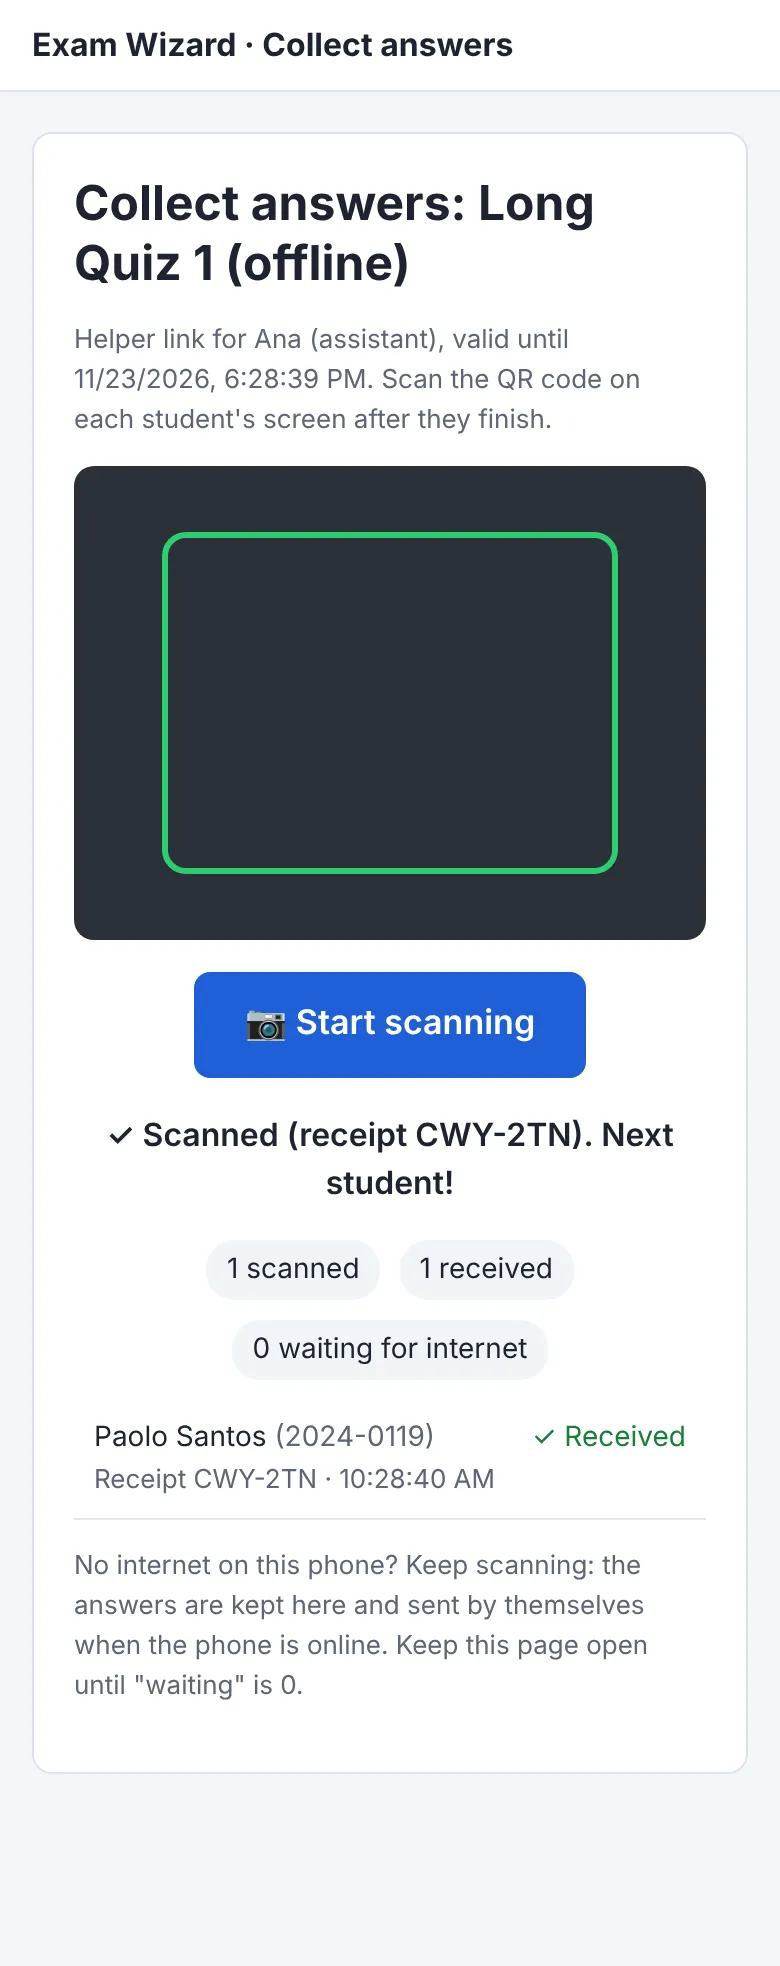 Exam Wizard · Collect answers
Collect answers: Long
Quiz 1 (offline)
Helper link for Ana (assistant), valid until
11/23/2026, 6:28:39 PM. Scan the QR code on
each student's screen after they finish.
📷 Start scanning
✓ Scanned (receipt CWY-2TN). Next
student!
1 scanned 1 received
0 waiting for internet
Paolo Santos (2024-0119) ✓ Received
Receipt CWY-2TN · 10:28:40 AM
No internet on this phone? Keep scanning: the
answers are kept here and sent by themselves
when the phone is online. Keep this page open
until "waiting" is 0.